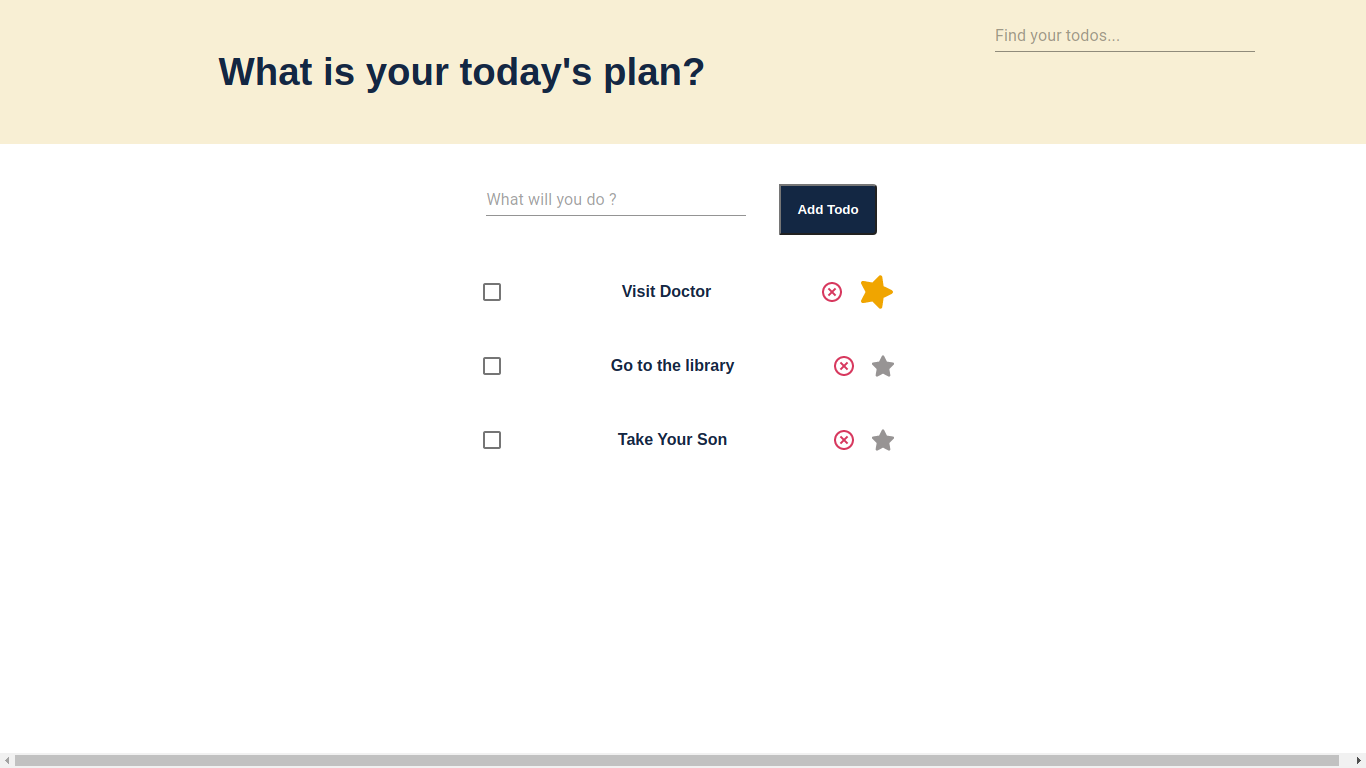 Find your todos...
What is your today's plan?
What will you do ?
Add Todo
Visit Doctor
Go to the library
Take Your Son